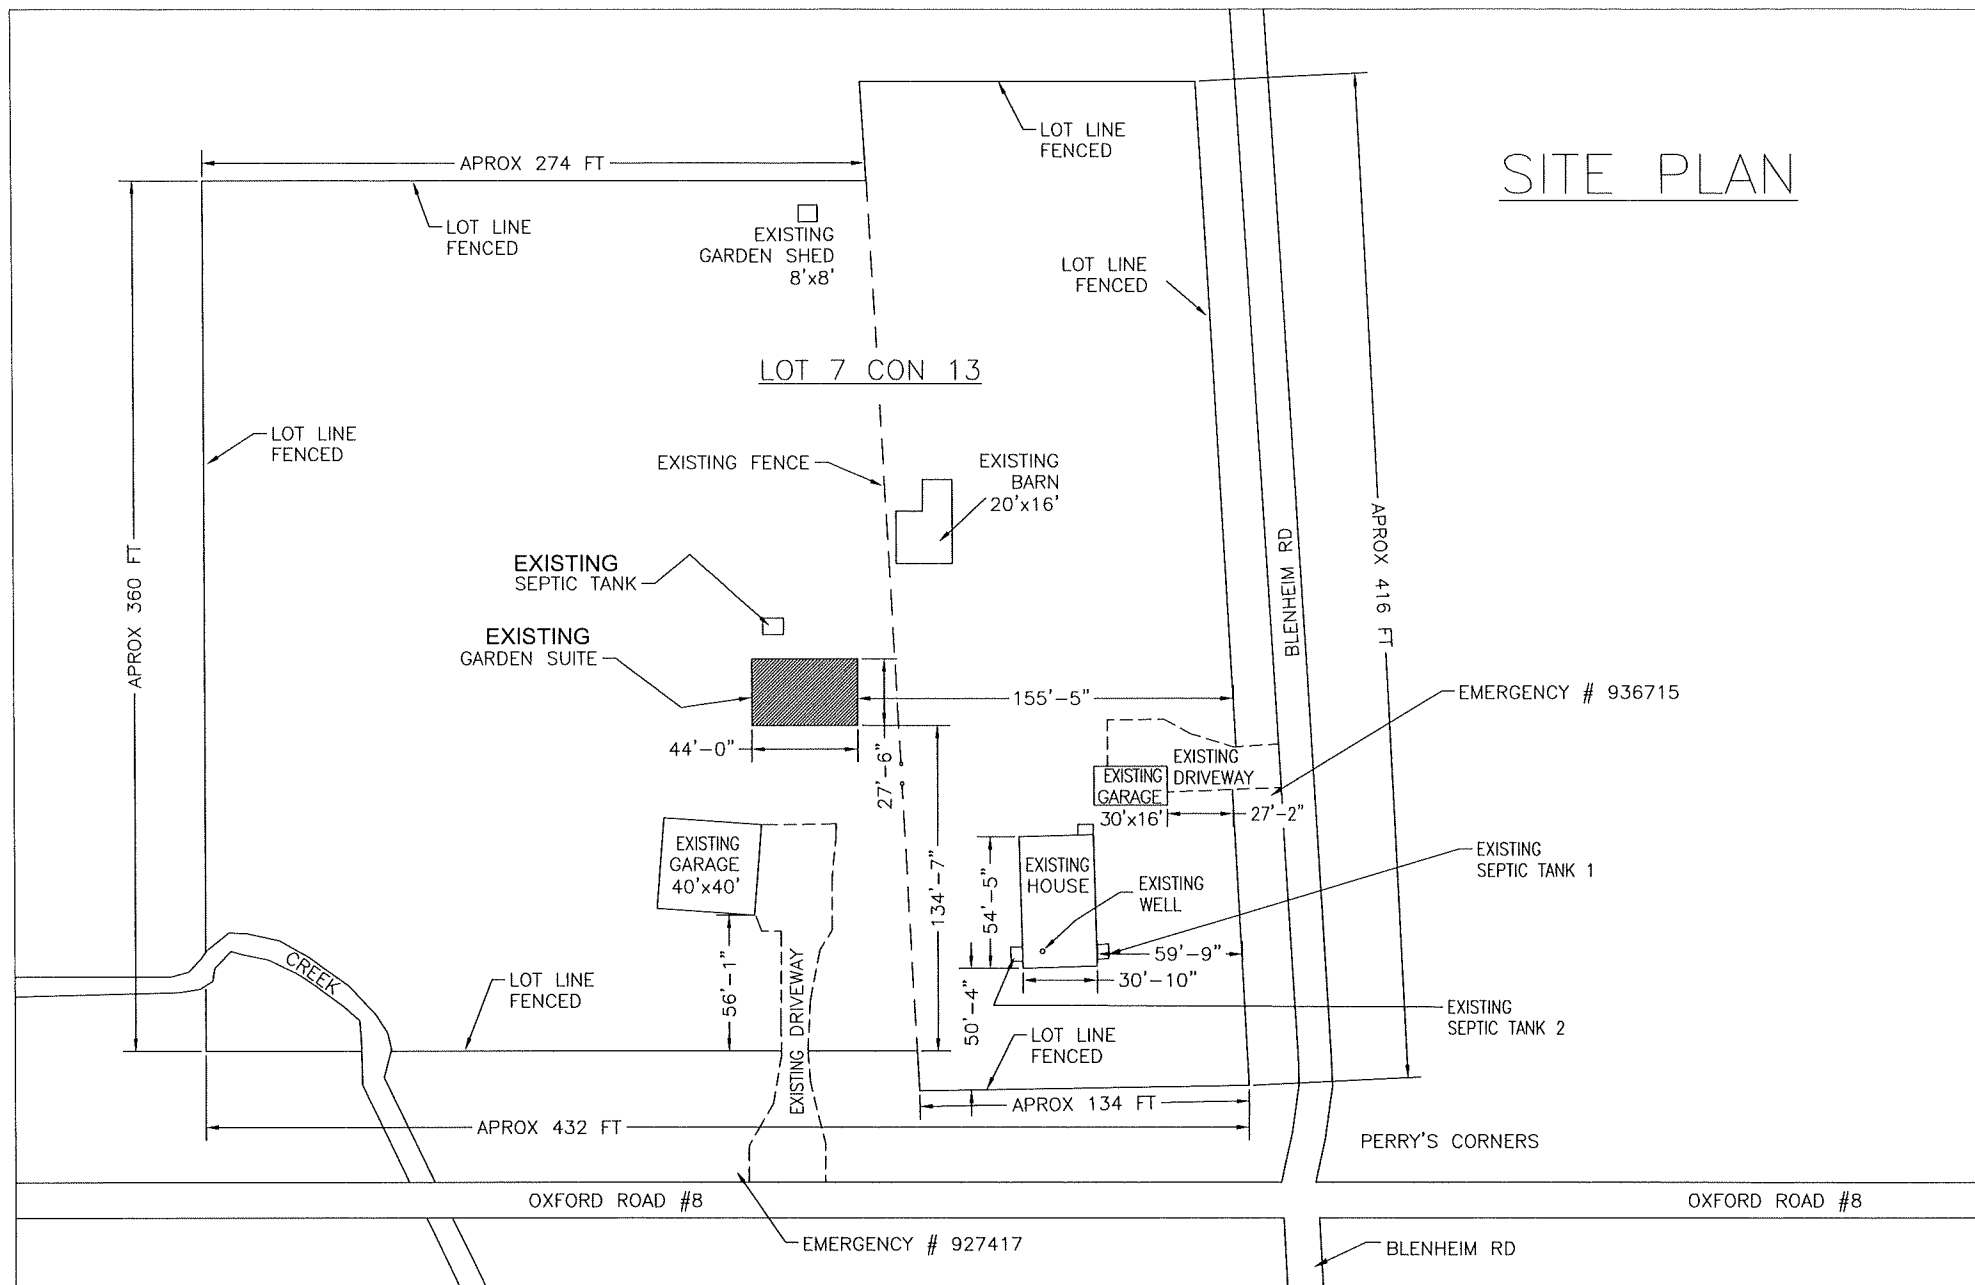 SITE PLAN
LOT LINE
FENCED
APROX 274 FT
LOT LINE
FENCED
EXISTING
GARDEN SHED
8'x8'
LOT LINE
FENCED
LOT 7 CON 13
LOT LINE
FENCED
EXISTING FENCE
EXISTING
BARN
20'x16'
APROX 360 FT
APROX 416 FT
BLENHEIM RD
EXISTING
SEPTIC TANK
EXISTING
GARDEN SUITE
155'-5"
EMERGENCY # 936715
44'-0"
27'-6"
EXISTING
DRIVEWAY
EXISTING
GARAGE
30'x16'
27'-2"
EXISTING
GARAGE
40'x40'
134'-7"
54'-5"
EXISTING
HOUSE
EXISTING
WELL
EXISTING
SEPTIC TANK 1
59'-9"
30'-10"
CREEK
LOT LINE
FENCED
56'-1"
EXISTING DRIVEWAY
50'-4"
EXISTING
SEPTIC TANK 2
LOT LINE
FENCED
APROX 134 FT
APROX 432 FT
PERRY'S CORNERS
OXFORD ROAD #8
OXFORD ROAD #8
EMERGENCY # 927417
BLENHEIM RD